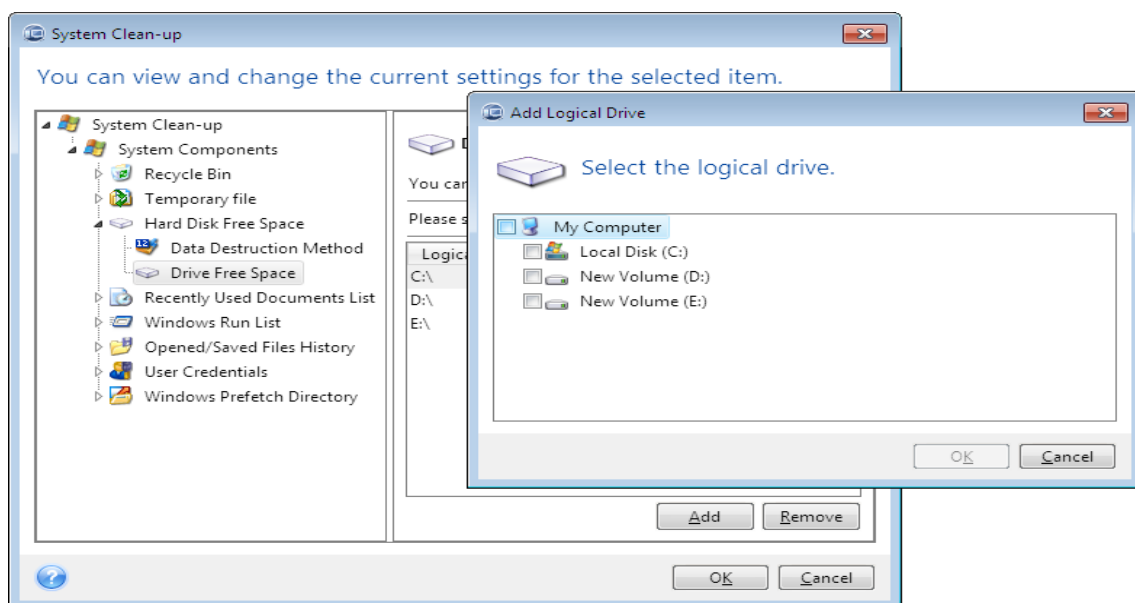 System Clean-up
You can view and change the current settings for the selected item.
System Clean-up
System Components
Recycle Bin
Temporary file
Hard Disk Free Space
Data Destruction Method
Drive Free Space
Recently Used Documents List
Windows Run List
Opened/Saved Files History
User Credentials
Windows Prefetch Directory
You can
Please s
Logica
C:\
D:\
E:\
Add
Remove
OK
Cancel
Add Logical Drive
Select the logical drive.
My Computer
Local Disk (C:)
New Volume (D:)
New Volume (E:)
OK
Cancel